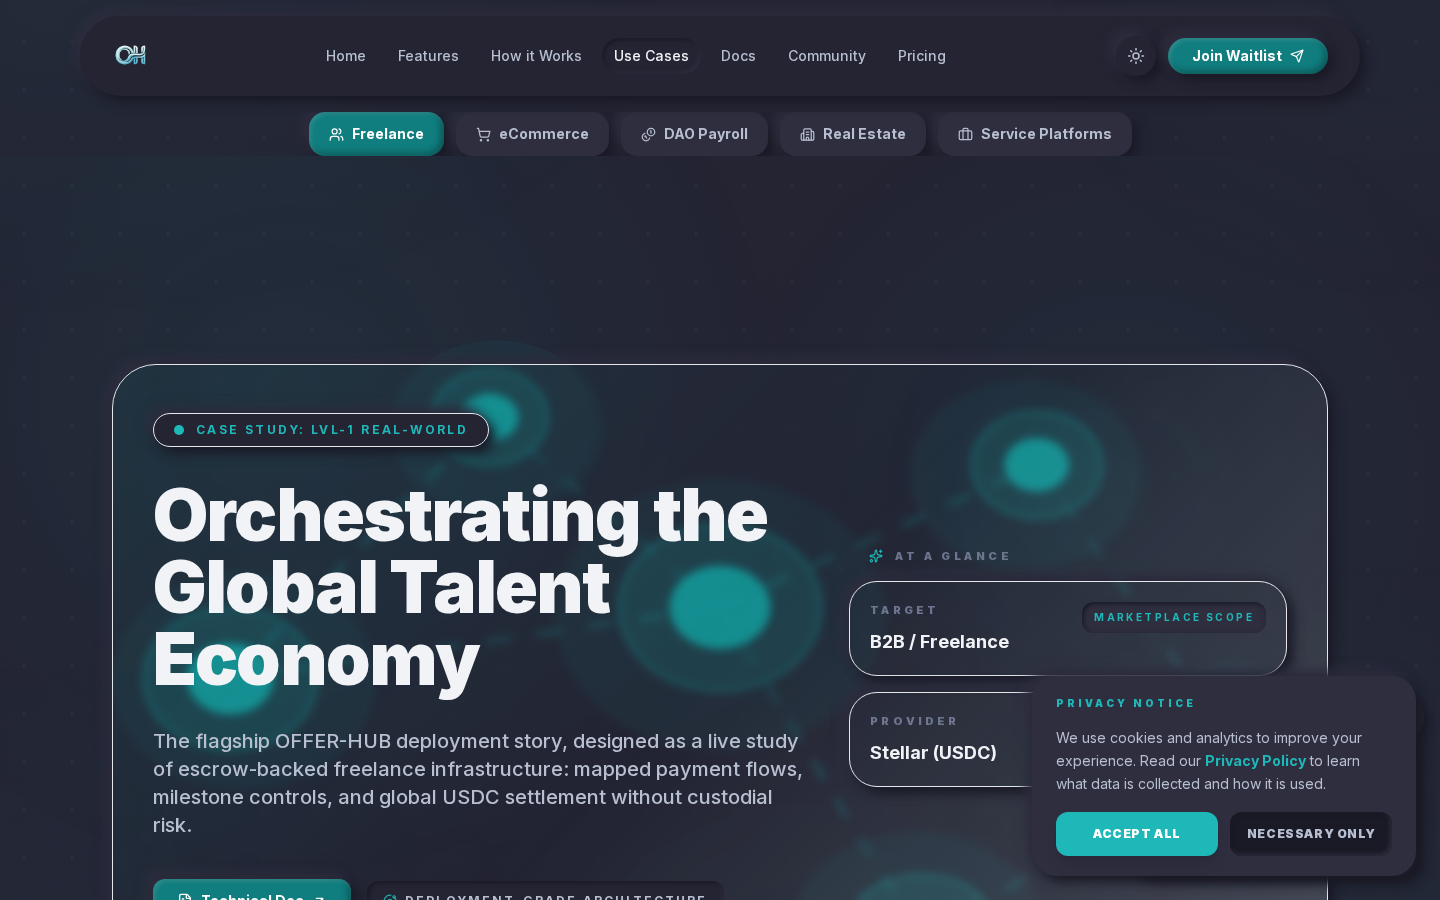 OH
Home
Features
How it Works
Use Cases
Docs
Community
Pricing
Join Waitlist
Freelance
eCommerce
DAO Payroll
Real Estate
Service Platforms
CASE STUDY: LVL-1 REAL-WORLD
Orchestrating the
Global Talent
Economy
The flagship OFFER-HUB deployment story, designed as a live study
of escrow-backed freelance infrastructure: mapped payment flows,
milestone controls, and global USDC settlement without custodial
risk.
Technical Doc
DEPLOYMENT-GRADE ARCHITECTURE
AT A GLANCE
TARGET
MARKETPLACE SCOPE
B2B / Freelance
PROVIDER
Stellar (USDC)
PRIVACY NOTICE
We use cookies and analytics to improve your
experience. Read our Privacy Policy to learn
what data is collected and how it is used.
ACCEPT ALL
NECESSARY ONLY